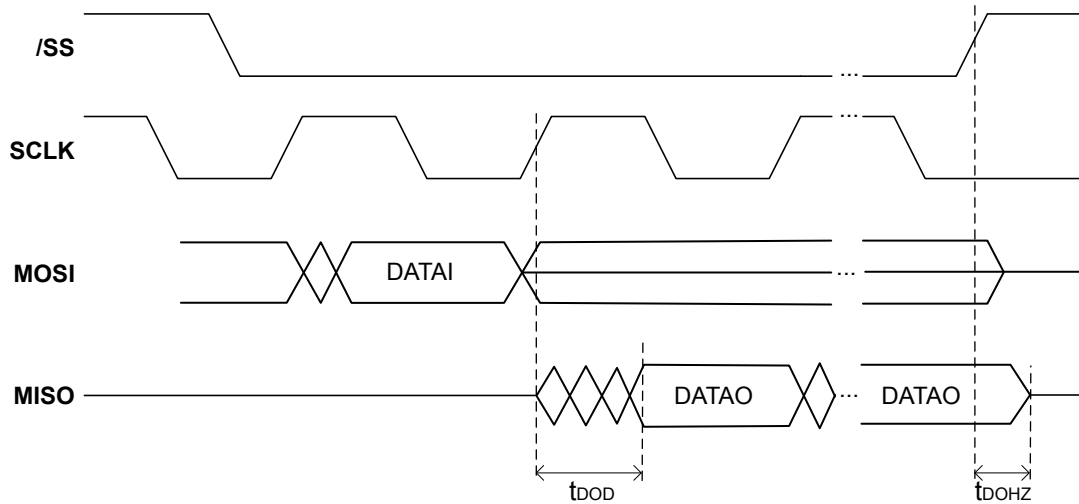 /SS
...
SCLK
...
MOSI
DATAI
...
MISO
DATAO
...
DATAO
tDOD
tDOHZ